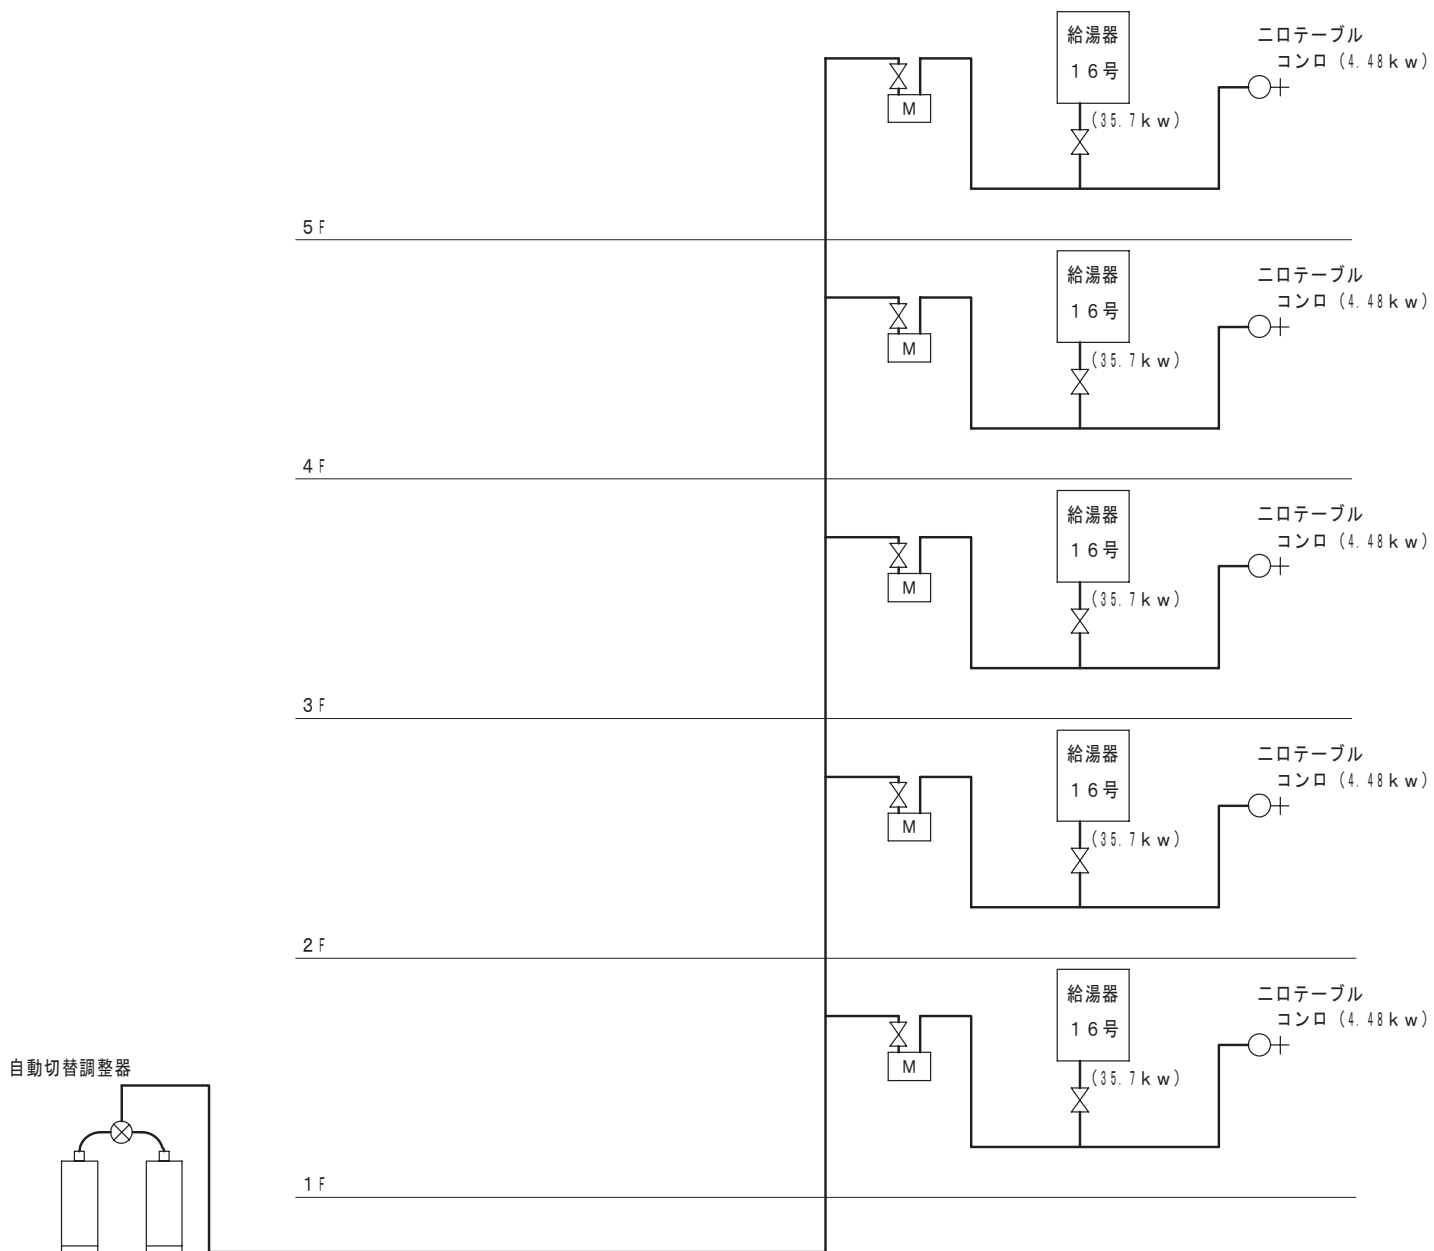 給湯器
16号
(35.7kw)
二口テーブル
コンロ(4.48kw)
M
5F
給湯器
16号
(35.7kw)
二口テーブル
コンロ(4.48kw)
M
4F
給湯器
16号
(35.7kw)
二口テーブル
コンロ(4.48kw)
M
3F
給湯器
16号
(35.7kw)
二口テーブル
コンロ(4.48kw)
M
2F
給湯器
16号
(35.7kw)
二口テーブル
コンロ(4.48kw)
M
自動切替調整器
1F